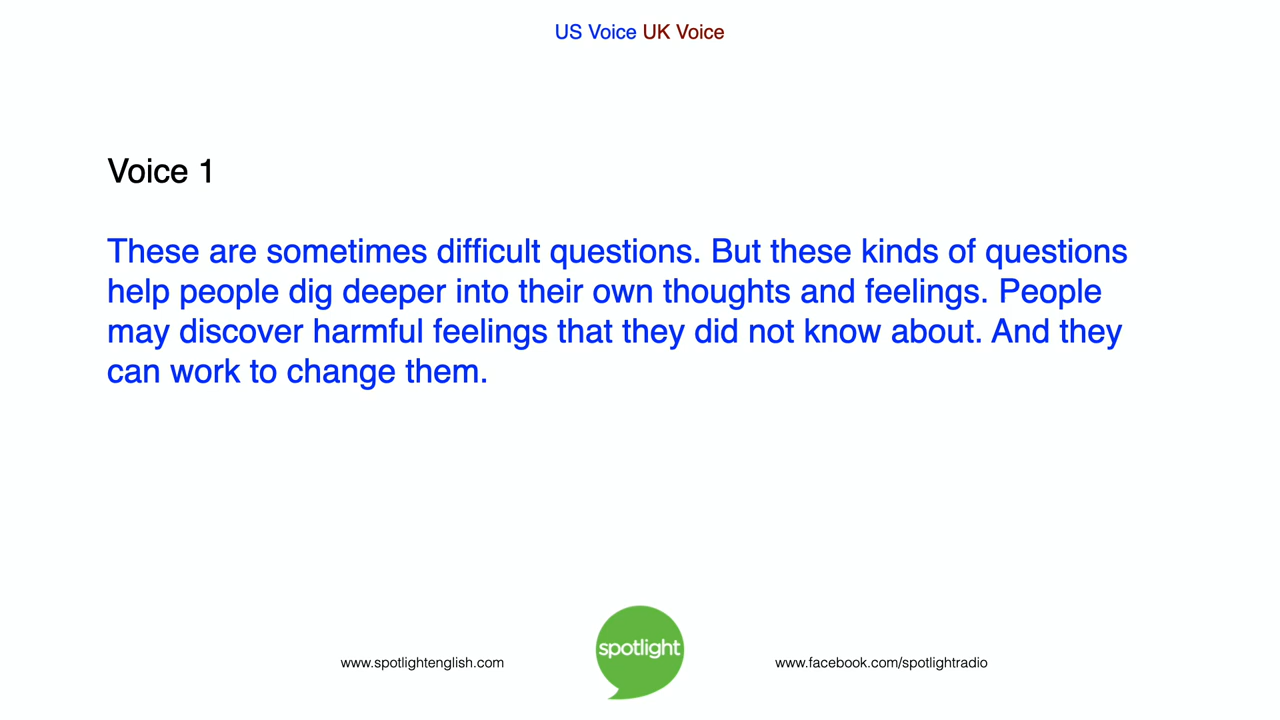 US Voice UK Voice
Voice 1
These are sometimes difficult questions. But these kinds of questions
help people dig deeper into their own thoughts and feelings. People
may discover harmful feelings that they did not know about. And they
can work to change them.
www.spotlightenglish.com
spotlight
www.facebook.com/spotlightradio